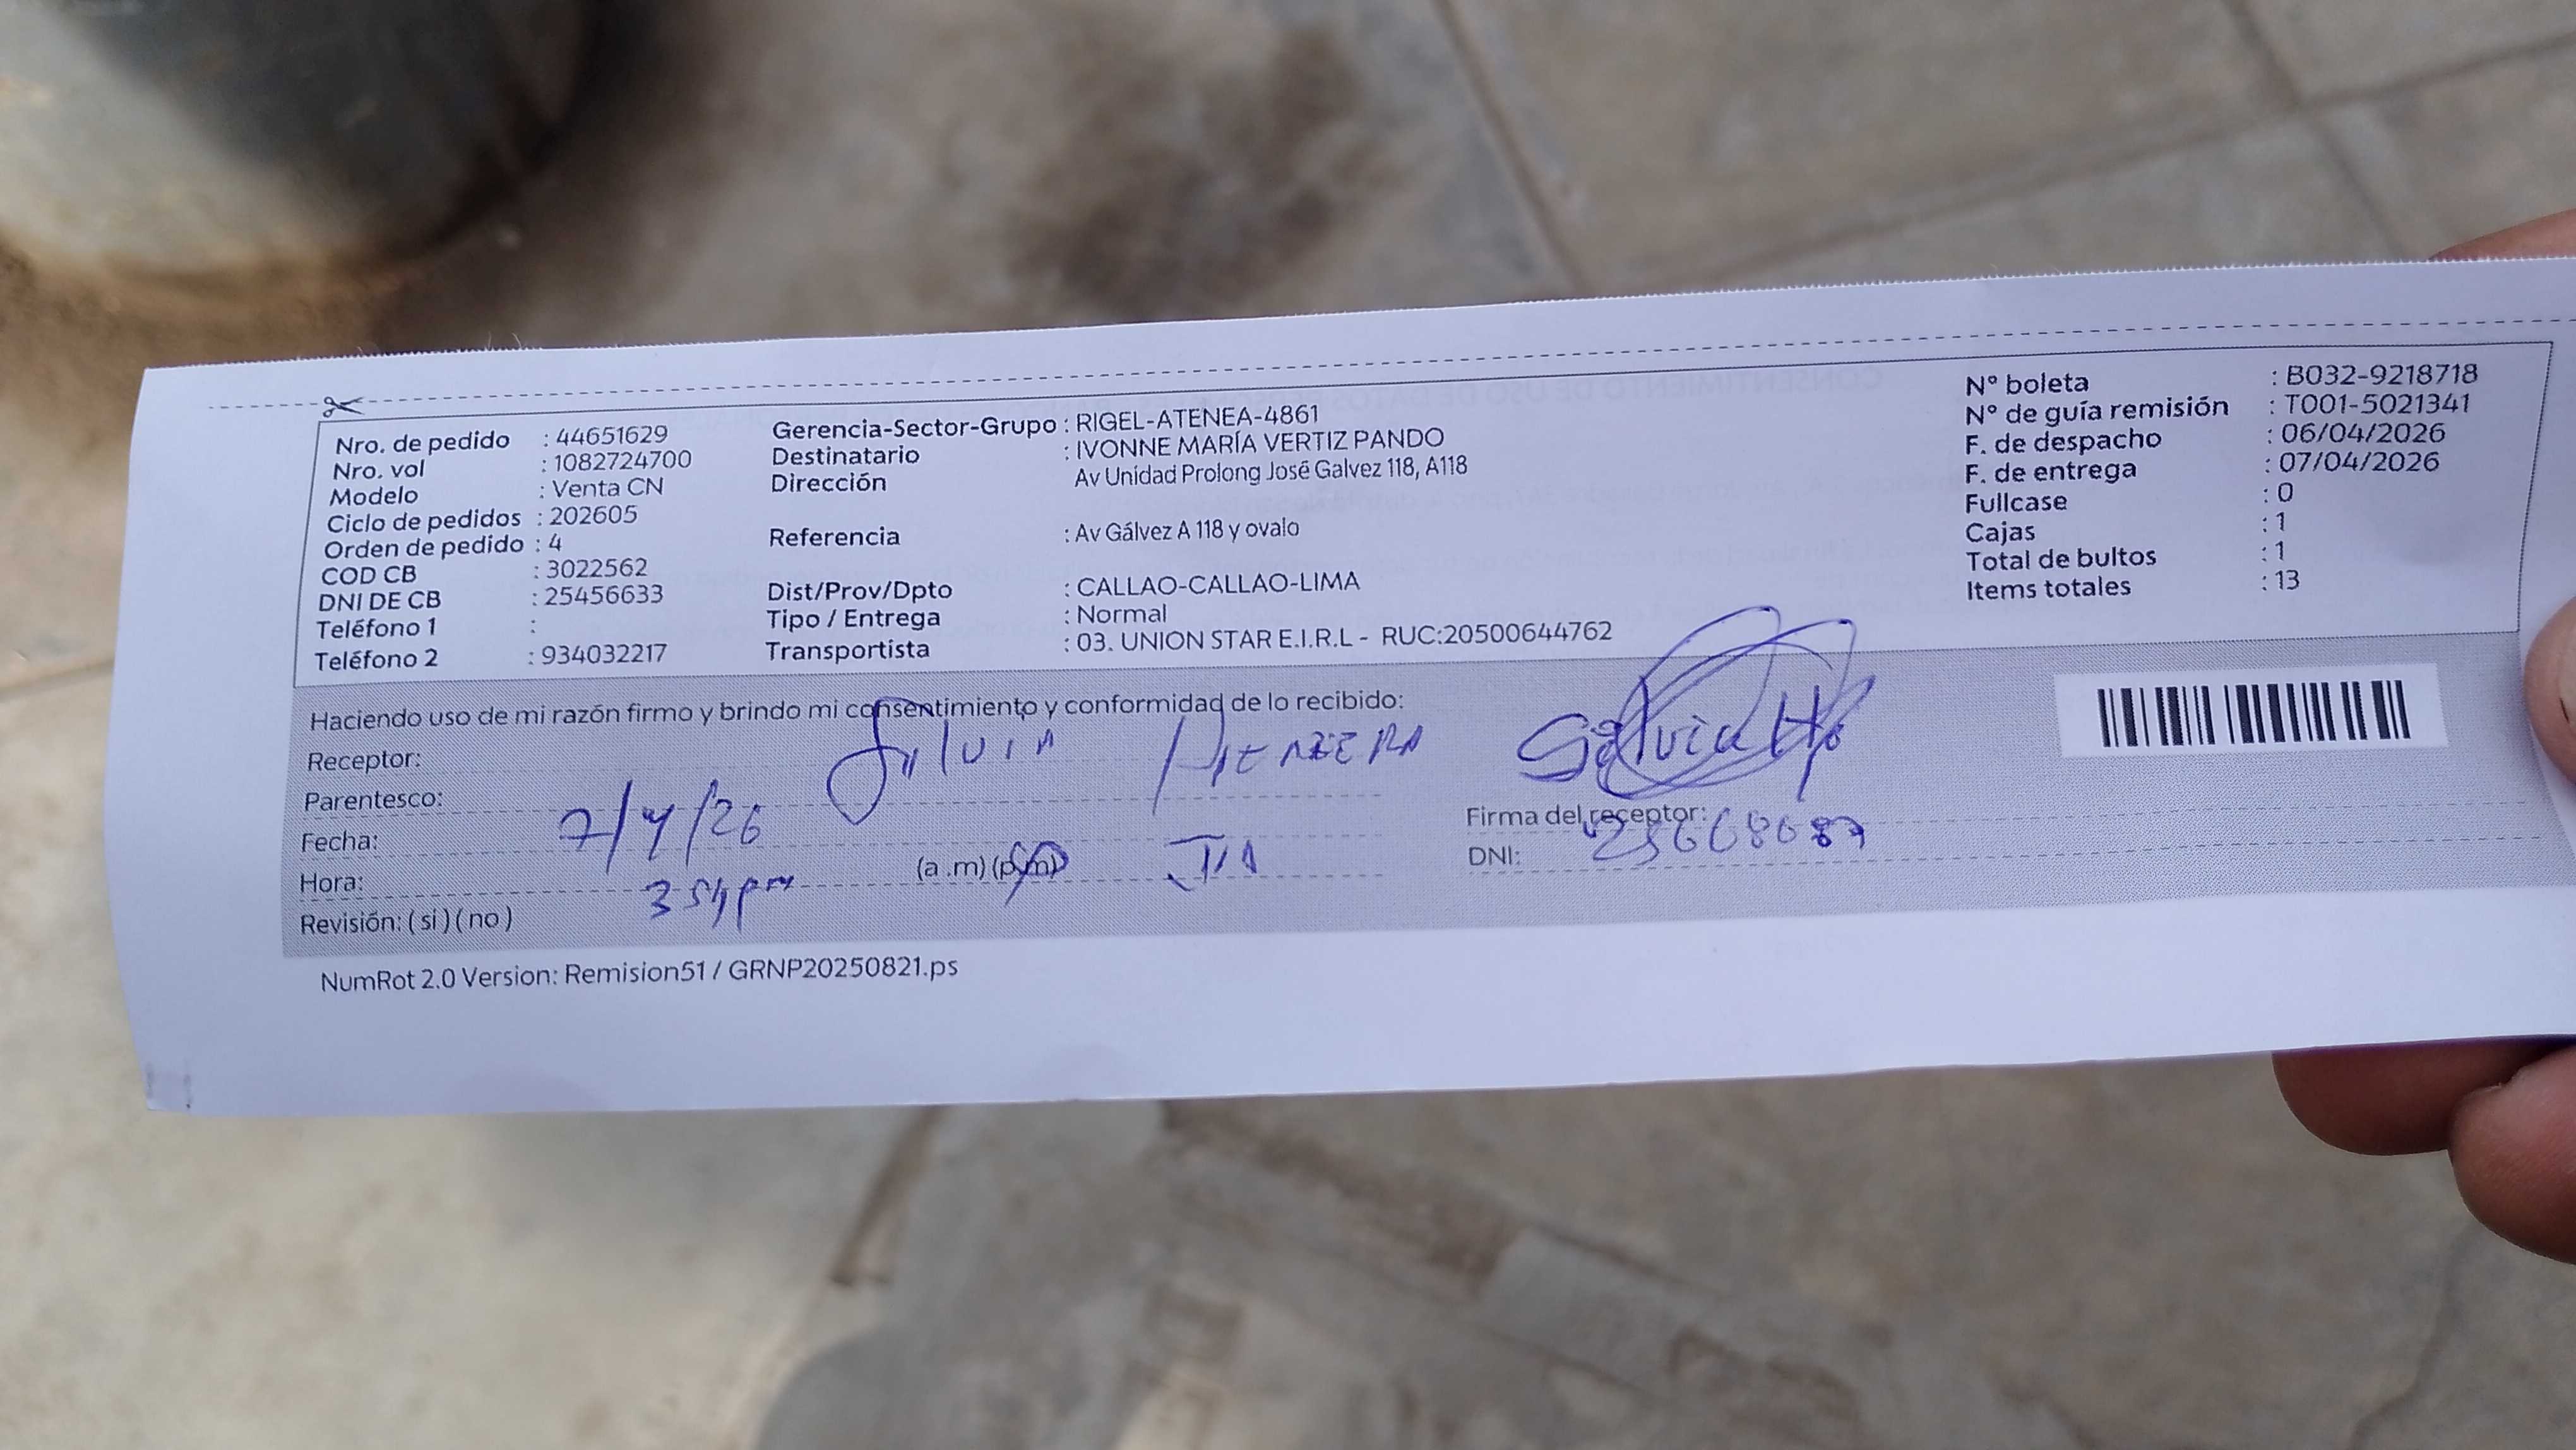 Nro. de pedido : 44651629
Nro. vol : 1082724700
Modelo : Venta CN
Ciclo de pedidos : 202605
Orden de pedido : 4
COD CB : 3022562
DNI DE CB : 25456633
Teléfono 1 :
Teléfono 2 : 934032217
Gerencia-Sector-Grupo : RIGEL-ATENEA-4861
Destinatario : IVONNE MARÍA VERTIZ PANDO
Dirección Av Unidad Prolong José Galvez 118, A118
Referencia : Av Gálvez A 118 y ovalo
Dist/Prov/Dpto : CALLAO-CALLAO-LIMA
Tipo / Entrega : Normal
Transportista : 03. UNION STAR E.I.R.L - RUC:20500644762
N° boleta : B032-9218718
N° de guía remisión : T001-5021341
F. de despacho : 06/04/2026
F. de entrega : 07/04/2026
Fullcase : 0
Cajas : 1
Total de bultos : 1
Items totales : 13
Haciendo uso de mi razón firmo y brindo mi consentimiento y conformidad de lo recibido:
Receptor: Silvia
Parentesco:
Fecha: 7/4/26
Hora: (a .m) (p.m)
Revisión: ( si ) ( no )
Silvia
Firma del receptor:
DNI:
NumRot 2.0 Version: Remision51 / GRNP20250821.ps